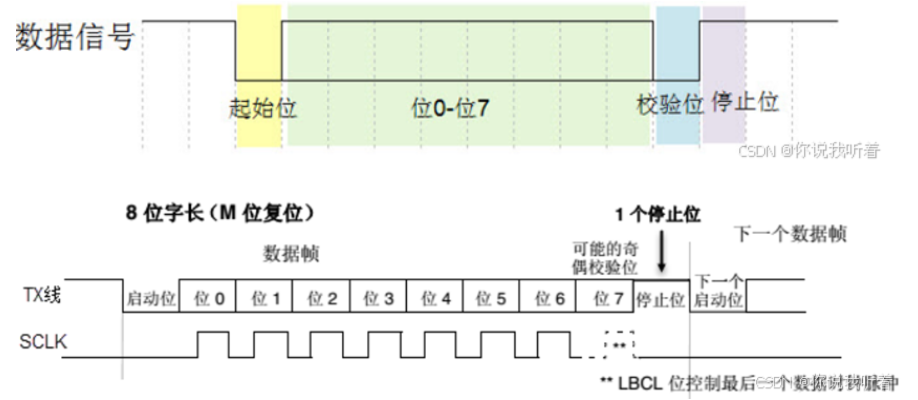 数据信号
起始位
位0-位7
校验位
停止位
CSDN @你说我听着
8 位字长（M 位复位）
1 个停止位
下一个数据帧
数据帧
可能的奇
偶校验位
TX线
启动位
位 0
位 1
位 2
位 3
位 4
位 5
位 6
位 7
停止位
下一个
启动位
SCLK
**
** LBCL 位控制最后一个数据时钟脉冲